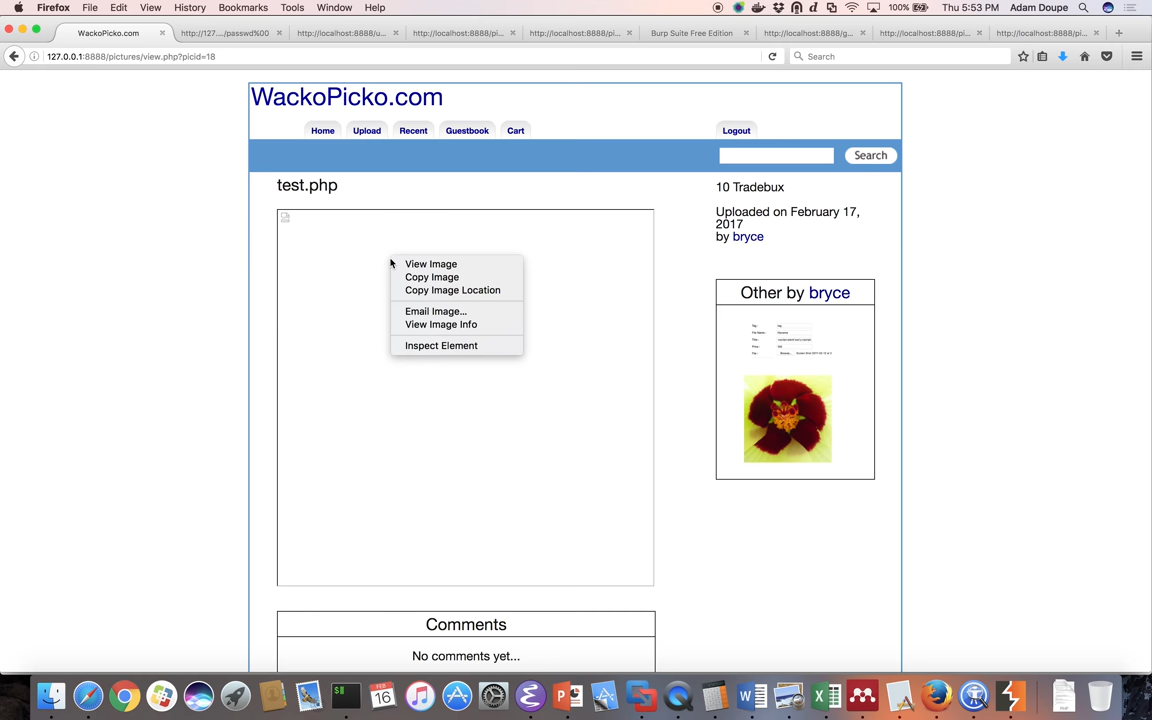 Firefox File Edit View History Bookmarks Tools Window Help 100% Thu 5:53 PM Adam Doupe
WackoPicko.com × http://127..../passwd%00 × http://localhost:8888/u... × http://localhost:8888/pi... × http://localhost:8888/pi... × Burp Suite Free Edition × http://localhost:8888/g... × http://localhost:8888/pi... × http://localhost:8888/pi... × +
127.0.0.1:8888/pictures/view.php?picid=18 Search
WackoPicko.com
Home Upload Recent Guestbook Cart Logout
Search
test.php
10 Tradebux
Uploaded on February 17,
2017
by bryce
View Image
Copy Image
Copy Image Location
Email Image...
View Image Info
Inspect Element
Other by bryce
Comments
No comments yet...
FEB
16